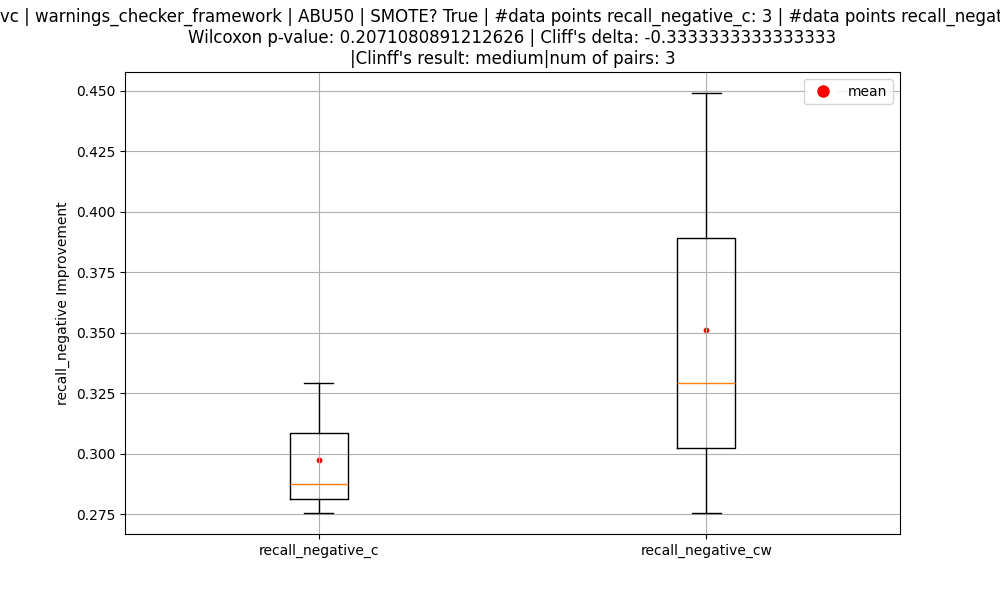 vc | warnings_checker_framework | ABU50 | SMOTE? True | #data points recall_negative_c: 3 | #data points recall_negat
Wilcoxon p-value: 0.2071080891212626 | Cliff's delta: -0.3333333333333333
|Clinff's result: medium|num of pairs: 3
mean
0.450
0.425
0.400
0.375
0.350
0.325
0.300
0.275
recall_negative Improvement
recall_negative_c
recall_negative_cw